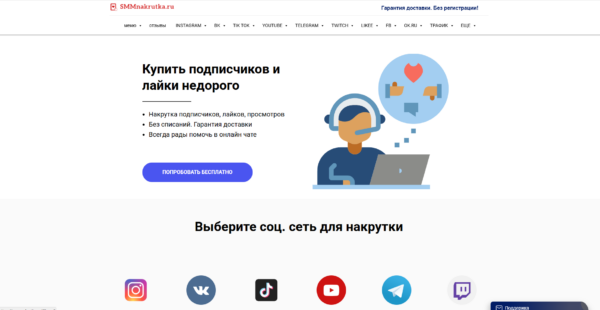 SMMnakrutka.ru
Гарантия доставки. Без регистрации!
МЕНЮ ОТЗЫВЫ INSTAGRAM ВК TIK TOK YOUTUBE TELEGRAM TWITCH LIKEE FB OK.RU ТРАФИК ЕЩЕ
Купить подписчиков и
лайки недорого
• Накрутка подписчиков, лайков, просмотров
• Без списаний. Гарантия доставки
• Всегда рады помочь в онлайн чате
ПОПРОБОВАТЬ БЕСПЛАТНО
Выберите соц. сеть для накрутки
Поддержка